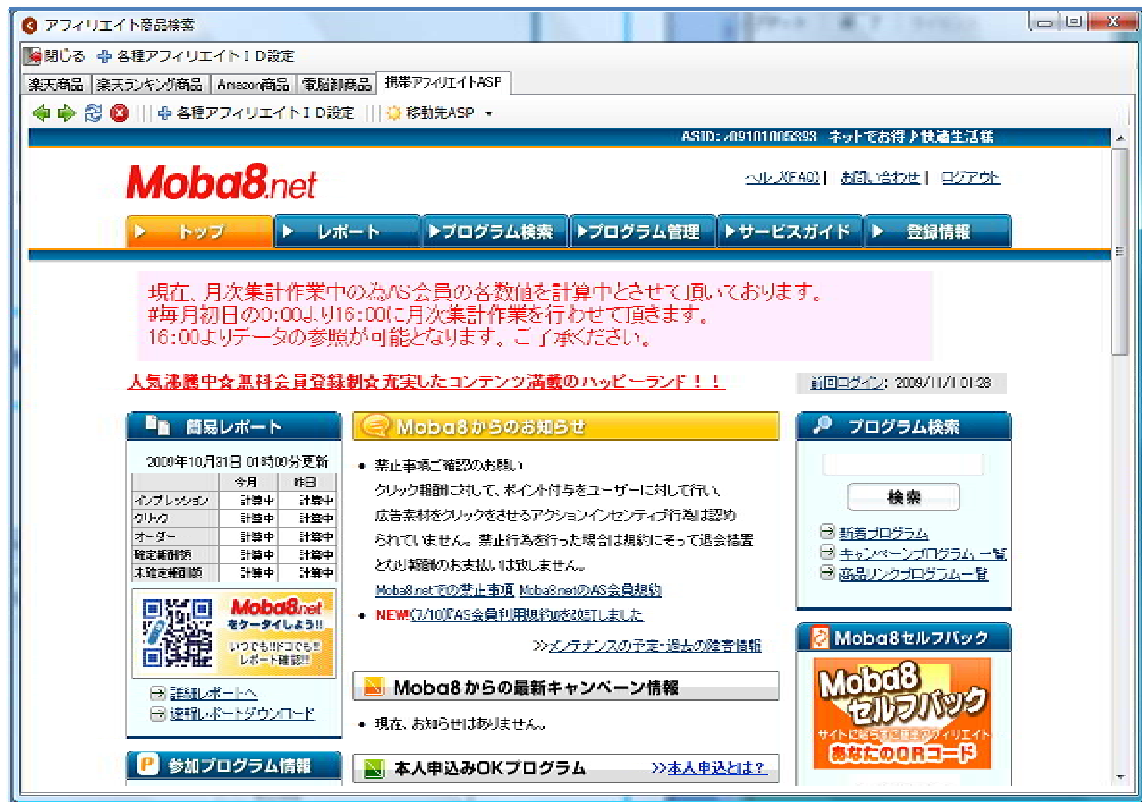 アフィリエイト商品検索
閉じる 各種アフィリエイトＩＤ設定
楽天商品 楽天ランキング商品 Amazon商品 電脳卸商品 携帯アフィリエイトASP
各種アフィリエイトＩＤ設定 移動先ASP
ネットでお得♪快適生活様
Moba8.net
ヘルプ(FAQ) | お問い合わせ | ログアウト
トップ レポート プログラム検索 プログラム管理 サービスガイド 登録情報
現在、月次集計作業中の為AS会員の各数値を計算中とさせて頂いております。
#毎月初日の0:00より16:00に月次集計作業を行わせて頂きます。
16:00よりデータの参照が可能となります。ご了承ください。
人気沸騰中☆無料会員登録制☆充実したコンテンツ満載のハッピーランド！！
前回ログイン: 2009/11/1 01:28
簡易レポート
2009年10月31日 01時09分更新
今月 昨日
インプレッション 計算中 計算中
クリック 計算中 計算中
オーダー 計算中 計算中
確定報酬額 計算中 計算中
未確定報酬額 計算中 計算中
Moba8.net
をケータイしよう!!
いつでも!!ドコでも!!
レポート確認!!!
詳細レポートへ
速報レポートダウンロード
参加プログラム情報
Moba8からのお知らせ
禁止事項ご確認のお願い
クリック報酬に対して、ポイント付与をユーザーに対して行い、
広告素材をクリックをさせるアクションインセンティブ行為は認め
られていません。禁止行為を行った場合は規約にそって退会措置
となり報酬のお支払いは致しません。
Moba8.netでの禁止事項 Moba8.netのAS会員規約
NEW!(7/10)「AS会員利用規約」を改訂しました
>>メンテナンスの予定・過去の障害情報
Moba8からの最新キャンペーン情報
現在、お知らせはありません。
本人申込みOKプログラム >>本人申込とは?
プログラム検索
検索
新着プログラム
キャンペーンプログラム一覧
商品リンクプログラム一覧
Moba8セルフバック
Moba8
セルフバック
あなたのQRコード